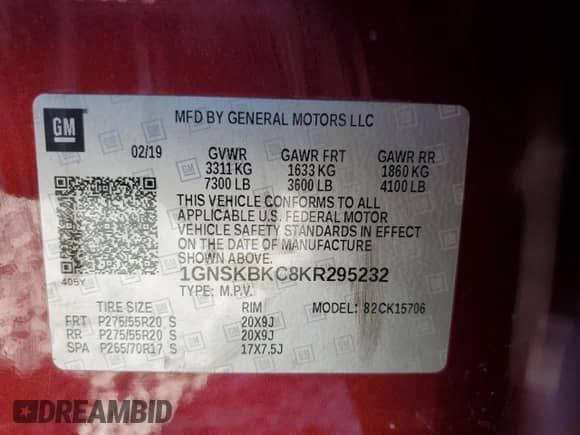 GM
MFD BY GENERAL MOTORS LLC
02/19 GVWR GAWR FRT GAWR RR
3311 KG 1633 KG 1860 KG
7300 LB 3600 LB 4100 LB
THIS VEHICLE CONFORMS TO ALL
APPLICABLE U.S. FEDERAL MOTOR
VEHICLE SAFETY STANDARDS IN EFFECT
ON THE DATE OF MANUFACTURE
SHOWN ABOVE.
405Y 1GNSKBKC8KR295232
TYPE: M.P.V. MODEL: 82CK15706
TIRE SIZE RIM
FRT P275/55R20 S 20X9J
RR P275/55R20 S 20X9J
SPA P265/70R17 S 17X7.5J
DREAMBID